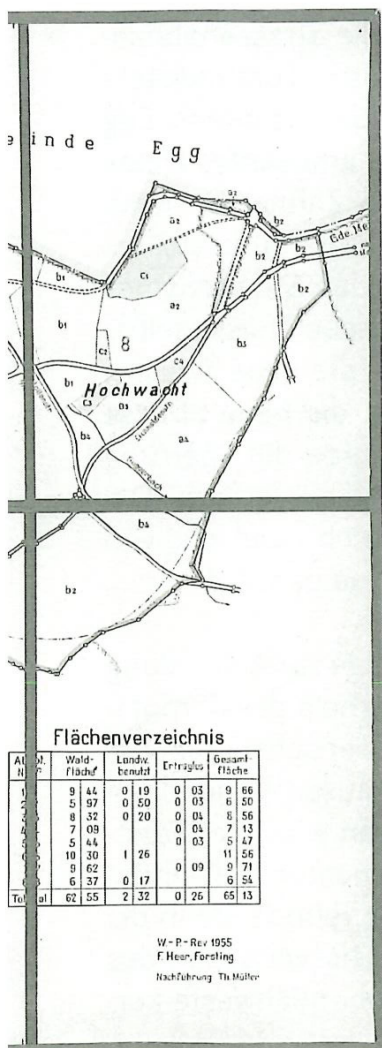 einde Egg
a2
a2
b2
b2
b2
b2
c1
b1
a2
b1
8
c2
b3
c4
b1
Hochwacht
c3
a3
b4
a4
b4
b2
Flächenverzeichnis
Wald-fläche Landw. benutzt Ertraglos Gesamt-fläche
9 44 0 19 0 03 9 66
5 97 0 50 0 03 6 50
8 32 0 20 0 04 8 56
7 09 0 04 7 13
5 44 0 03 5 47
10 30 1 26 11 56
9 62 0 09 9 71
6 37 0 17 6 54
Total 62 55 2 32 0 26 65 13
W.-P.-Rev 1955
F. Heer, Forsting
Nachführung Th. Müller